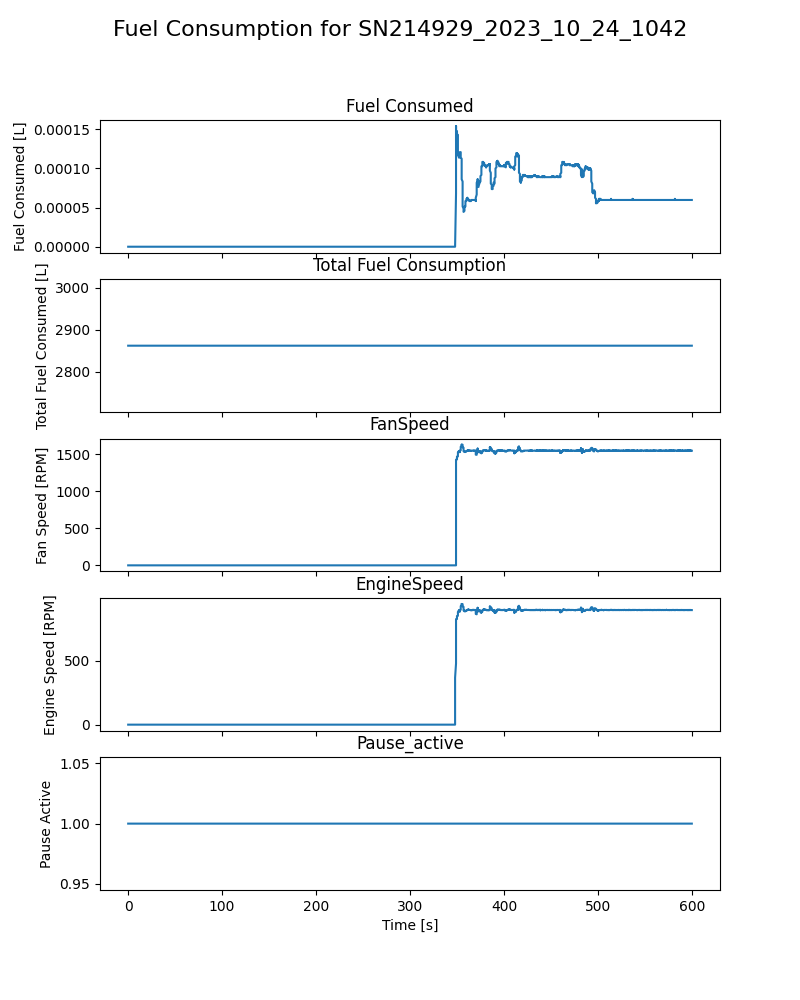 Fuel Consumption for SN214929_2023_10_24_1042
Fuel Consumed
Fuel Consumed [L]
0.00015
0.00010
0.00005
0.00000
Total Fuel Consumption
Total Fuel Consumed [L]
3000
2900
2800
FanSpeed
Fan Speed [RPM]
1500
1000
500
0
EngineSpeed
Engine Speed [RPM]
500
0
Pause_active
Pause Active
1.05
1.00
0.95
0 100 200 300 400 500 600
Time [s]